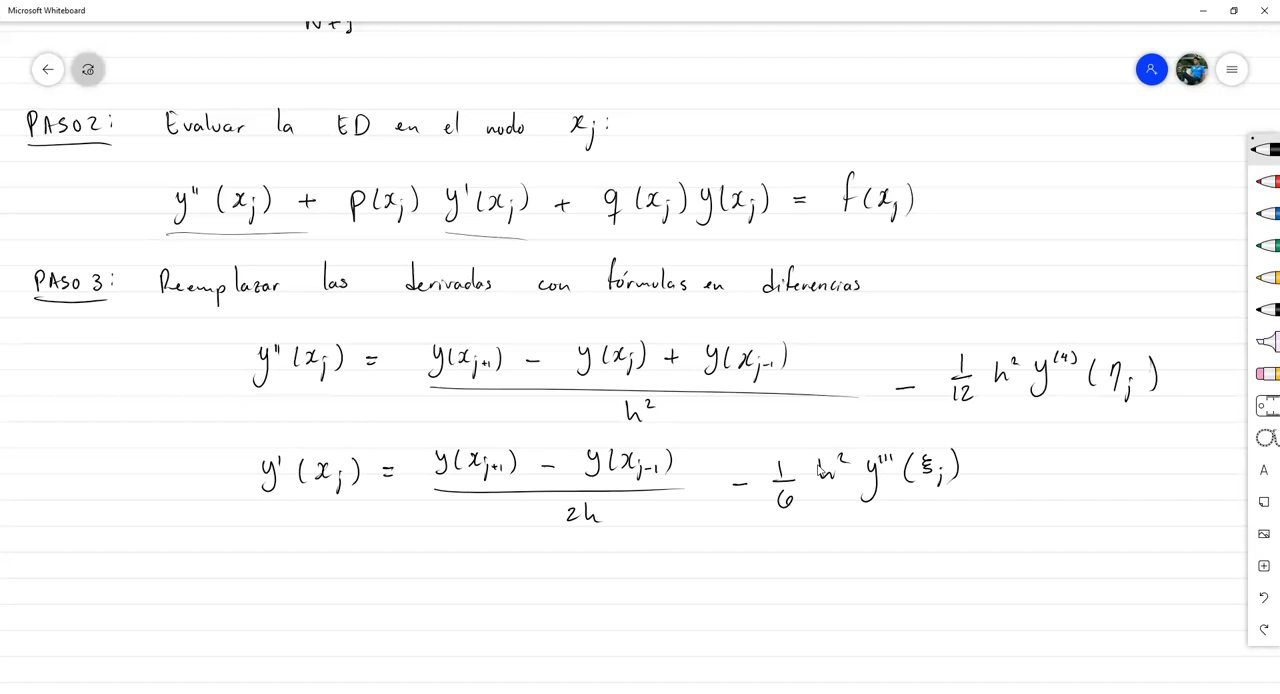 Microsoft Whiteboard
N+1
PASO 2: Evaluar la ED en el nodo x_j:
y''(x_j) + p(x_j) y'(x_j) + q(x_j) y(x_j) = f(x_j)
PASO 3: Reemplazar las derivadas con fórmulas en diferencias
y''(x_j) = (y(x_{j+1}) - y(x_j) + y(x_{j-1})) / h² - 1/12 h² y^{(4)}(η_j)
y'(x_j) = (y(x_{j+1}) - y(x_{j-1})) / 2h - 1/6 h² y'''(ξ_j)
A